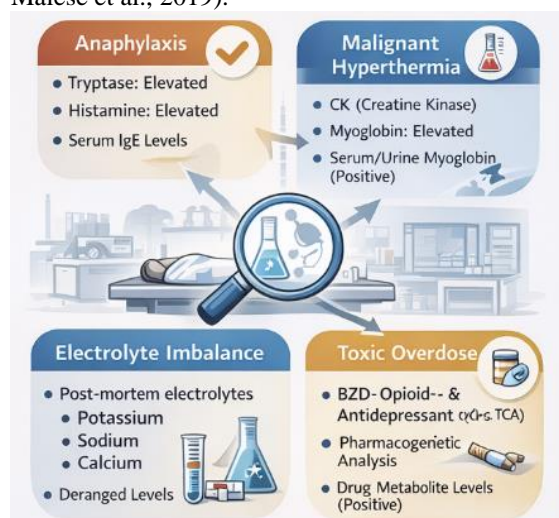 Malese et al., 2019).
Anaphylaxis
• Tryptase: Elevated
• Histamine: Elevated
• Serum IgE Levels
Malignant
Hyperthermia
• CK (Creatine Kinase)
• Myoglobin: Elevated
• Serum/Urine Myoglobin
(Positive)
Electrolyte Imbalance
• Post-mortem electrolytes
• Potassium
• Sodium
• Calcium
• Deranged Levels
Toxic Overdose
• BZD-Opioid-- &
Antidepressant TCA)
• Pharmacogenetic
Analysis
• Drug Metabolite Levels
(Positive)